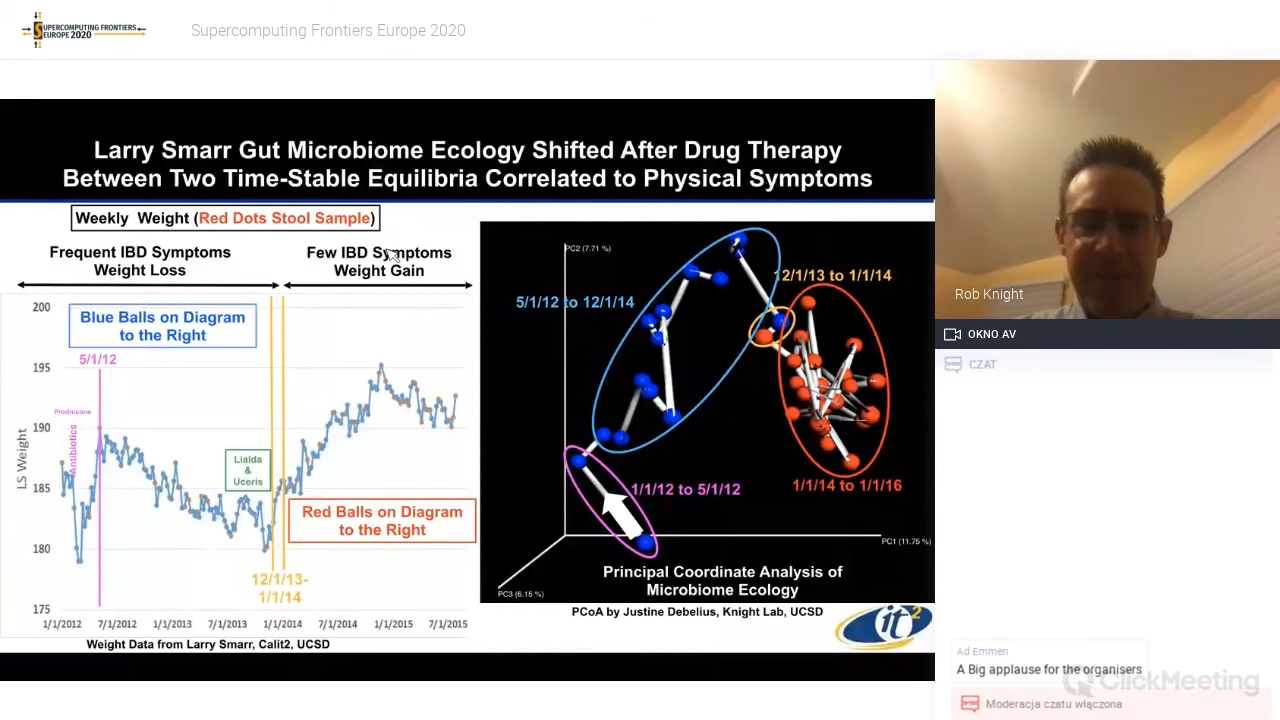 SUPERCOMPUTING FRONTIERS
EUROPE 2020
Supercomputing Frontiers Europe 2020
Larry Smarr Gut Microbiome Ecology Shifted After Drug Therapy
Between Two Time-Stable Equilibria Correlated to Physical Symptoms
Weekly Weight (Red Dots Stool Sample)
Frequent IBD Symptoms
Weight Loss
Few IBD Symptoms
Weight Gain
200
195
190
185
180
175
LS Weight
Blue Balls on Diagram
to the Right
5/1/12
Prednisone
Antibiotics
Lialda
&
Uceris
Red Balls on Diagram
to the Right
12/1/13-
1/1/14
1/1/2012
7/1/2012
1/1/2013
7/1/2013
1/1/2014
7/1/2014
1/1/2015
7/1/2015
Weight Data from Larry Smarr, Calit2, UCSD
PC2 (7.71 %)
12/1/13 to 1/1/14
5/1/12 to 12/1/14
1/1/12 to 5/1/12
1/1/14 to 1/1/16
PC1 (11.75 %)
PC3 (6.15 %)
Principal Coordinate Analysis of
Microbiome Ecology
PCoA by Justine Debelius, Knight Lab, UCSD
it2
Rob Knight
OKNO AV
CZAT
Ad Emmen
A Big applause for the organisers
ClickMeeting
Moderacja czatu włączona